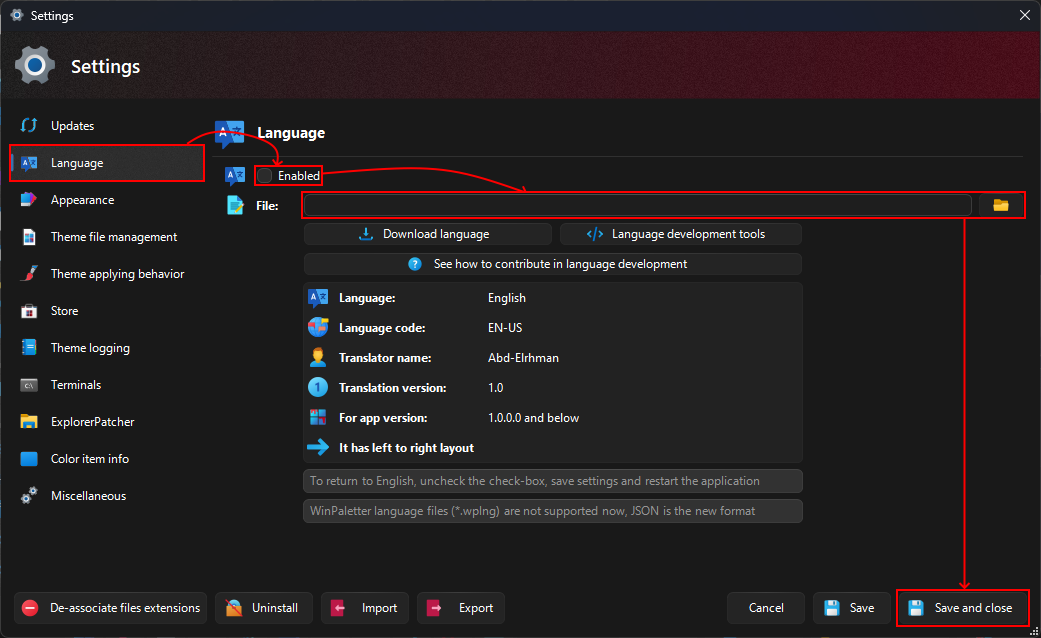 Settings
Settings
Updates
Language
Appearance
Theme file management
Theme applying behavior
Store
Theme logging
Terminals
ExplorerPatcher
Color item info
Miscellaneous
Language
Enabled
File:
Download language
Language development tools
See how to contribute in language development
Language: English
Language code: EN-US
Translator name: Abd-Elrhman
Translation version: 1.0
For app version: 1.0.0.0 and below
It has left to right layout
To return to English, uncheck the check-box, save settings and restart the application
WinPaletter language files (*.wplng) are not supported now, JSON is the new format
De-associate files extensions
Uninstall
Import
Export
Cancel
Save
Save and close